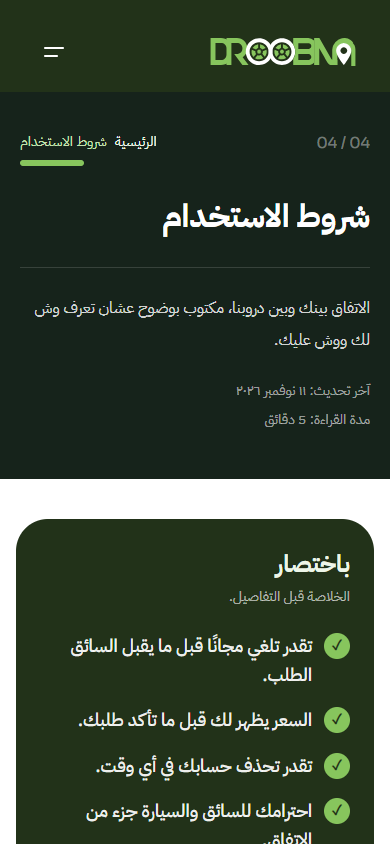 DROOBNA
04 / 04
الرئيسية شروط الاستخدام
شروط الاستخدام
الاتفاق بينك وبين دروبنا، مكتوب بوضوح عشان تعرف وش
لك ووش عليك.
آخر تحديث: ١١ نوفمبر ٢٠٢٦
مدة القراءة: 5 دقائق
باختصار
الخلاصة قبل التفاصيل.
تقدر تلغي مجانًا قبل ما يقبل السائق
الطلب.
السعر يظهر لك قبل ما تأكد طلبك.
تقدر تحذف حسابك في أي وقت.
احترامك للسائق والسيارة جزء من
الاتفاق.